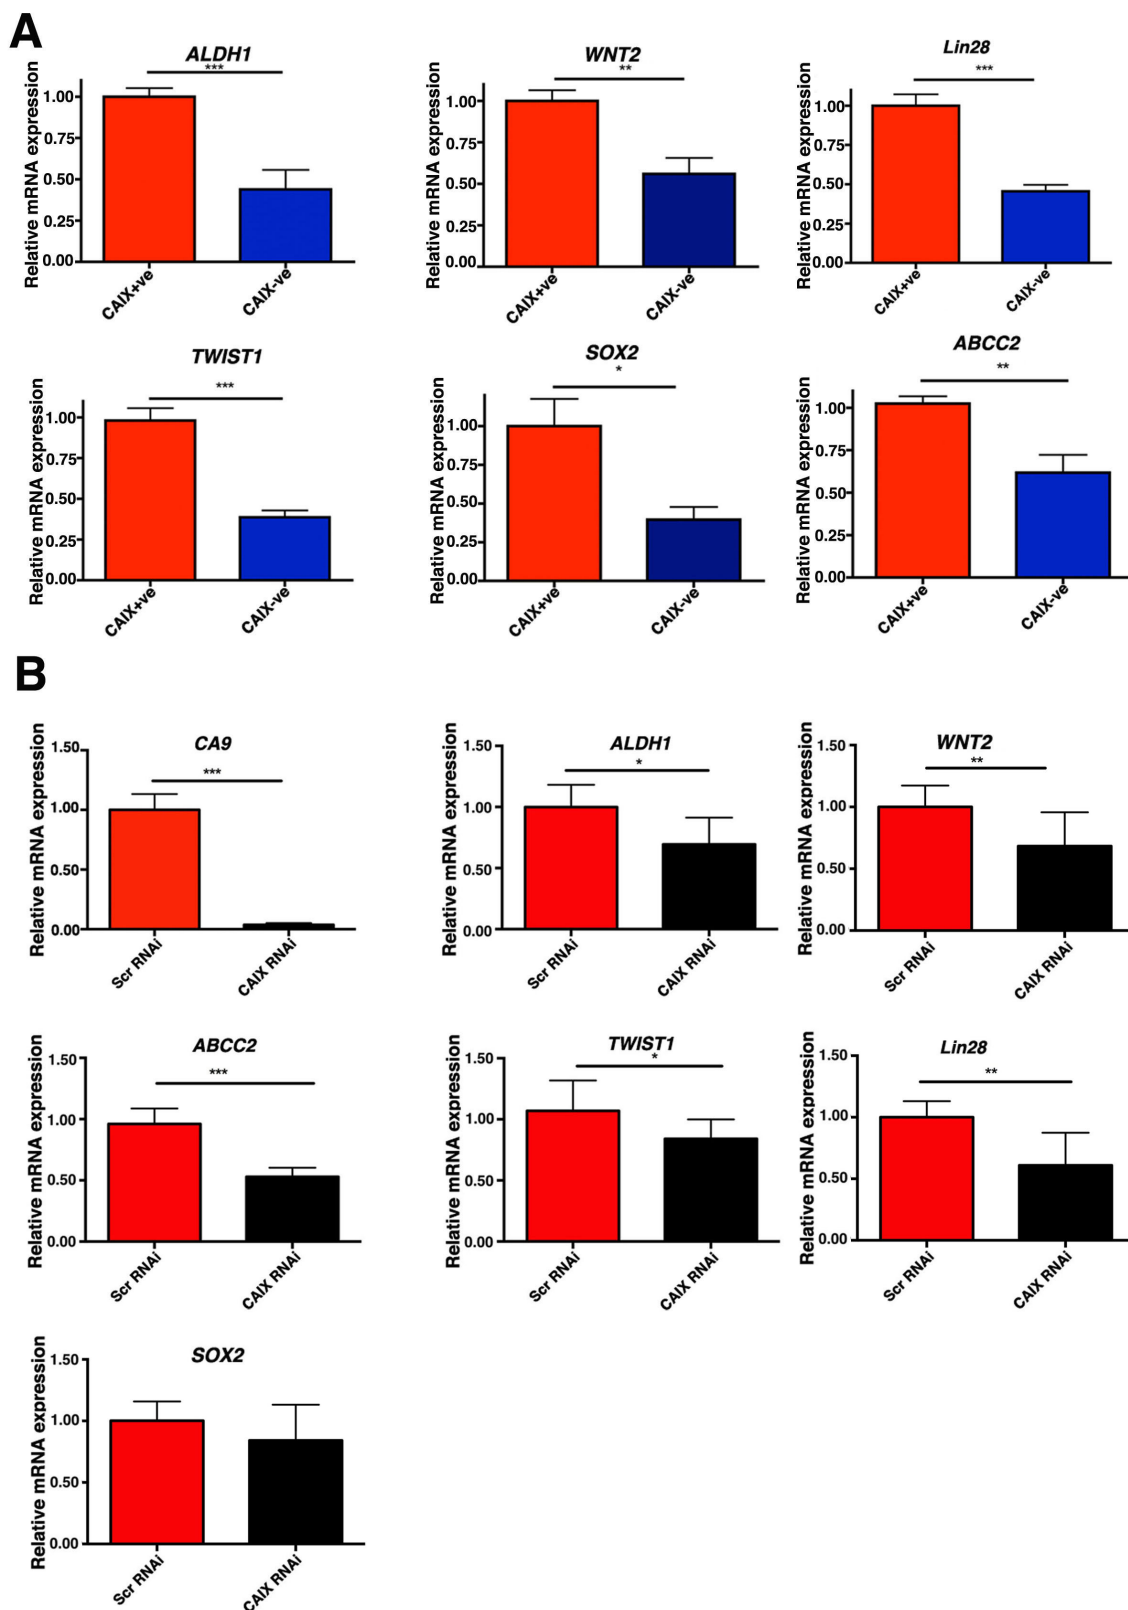 A
ALDH1
***
Relative mRNA expression
1.00
0.75
0.50
0.25
0.00
CAIX+ve
CAIX-ve
WNT2
**
Relative mRNA expression
1.00
0.75
0.50
0.25
0.00
CAIX+ve
CAIX-ve
Lin28
***
Relative mRNA expression
1.00
0.75
0.50
0.25
0.00
CAIX+ve
CAIX-ve
TWIST1
***
Relative mRNA expression
1.00
0.75
0.50
0.25
0.00
CAIX+ve
CAIX-ve
SOX2
*
Relative mRNA expression
1.00
0.75
0.50
0.25
0.00
CAIX+ve
CAIX-ve
ABCC2
**
Relative mRNA expression
1.00
0.75
0.50
0.25
0.00
CAIX+ve
CAIX-ve
B
CA9
***
Relative mRNA expression
1.50
1.00
0.50
0.00
Scr RNAi
CAIX RNAi
ALDH1
*
Relative mRNA expression
1.50
1.00
0.50
0.00
Scr RNAi
CAIX RNAi
WNT2
**
Relative mRNA expression
1.50
1.00
0.50
0.00
Scr RNAi
CAIX RNAi
ABCC2
***
Relative mRNA expression
1.50
1.00
0.50
0.00
Scr RNAi
CAIX RNAi
TWIST1
*
Relative mRNA expression
1.50
1.00
0.50
0.00
Scr RNAi
CAIX RNAi
Lin28
**
Relative mRNA expression
1.50
1.00
0.50
0.00
Scr RNAi
CAIX RNAi
SOX2
Relative mRNA expression
1.50
1.00
0.50
0.00
Scr RNAi
CAIX RNAi